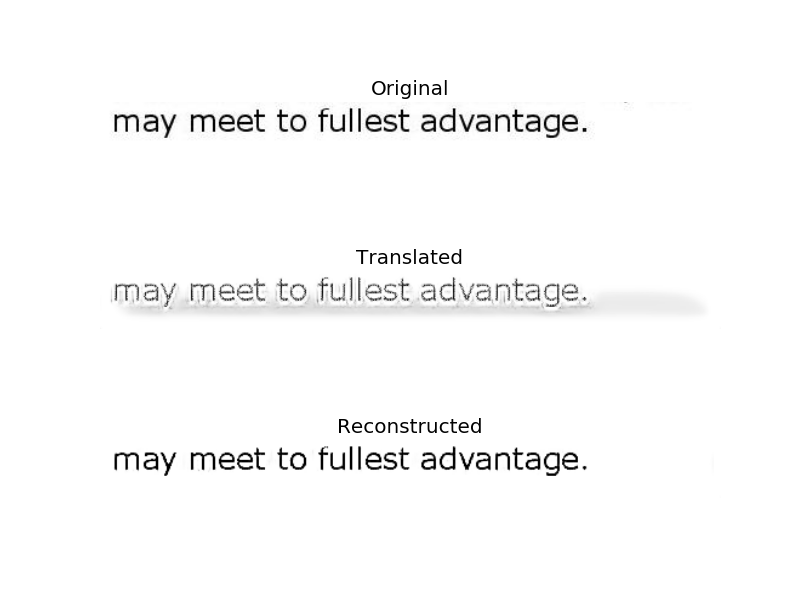 Original
may meet to fullest advantage.
Translated
may meet to fullest advantage.
Reconstructed
may meet to fullest advantage.